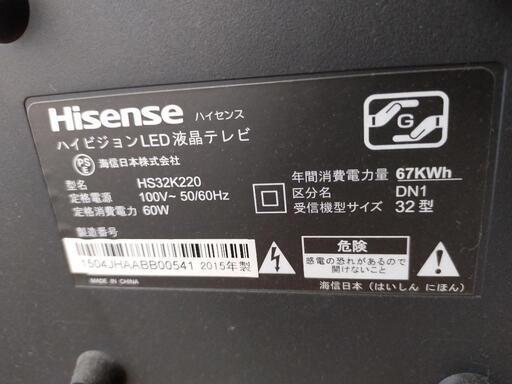 Hisense ハイセンス
ハイビジョンLED液晶テレビ
PS
E
海信日本株式会社
型名 HS32K220
定格電源 100V~ 50/60Hz
定格消費電力 60W
製造番号
1504JHAABB00541 2015年製
MADE IN CHINA
G
年間消費電力量 67KWh
区分名 DN1
受信機型サイズ 32型
危険
感電の恐れがあるので
開けないこと
海信日本(はいしん にほん)